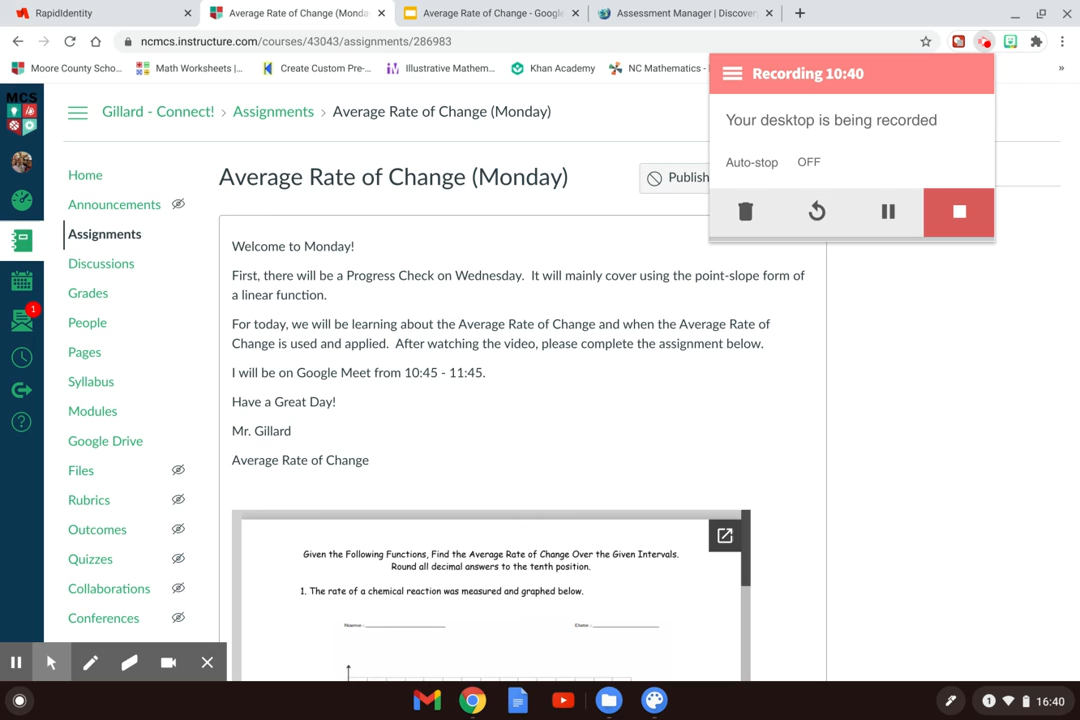 RapidIdentity
Average Rate of Change (Monda
Average Rate of Change - Google
Assessment Manager | Discover
ncmcs.instructure.com/courses/43043/assignments/286983
Moore County Scho...
Math Worksheets |...
Create Custom Pre-...
Illustrative Mathem...
Khan Academy
NC Mathematics -
»
Recording 10:40
Your desktop is being recorded
Auto-stop OFF
MCS
Gillard - Connect! › Assignments › Average Rate of Change (Monday)
Average Rate of Change (Monday)
Publish
Home
Announcements
Assignments
Discussions
Grades
People
Pages
Syllabus
Modules
Google Drive
Files
Rubrics
Outcomes
Quizzes
Collaborations
Conferences
1
Welcome to Monday!
First, there will be a Progress Check on Wednesday. It will mainly cover using the point-slope form of
a linear function.
For today, we will be learning about the Average Rate of Change and when the Average Rate of
Change is used and applied. After watching the video, please complete the assignment below.
I will be on Google Meet from 10:45 - 11:45.
Have a Great Day!
Mr. Gillard
Average Rate of Change
Given the Following Functions, Find the Average Rate of Change Over the Given Intervals.
Round all decimal answers to the tenth position.
1. The rate of a chemical reaction was measured and graphed below.
Name:
Date:
1
16:40